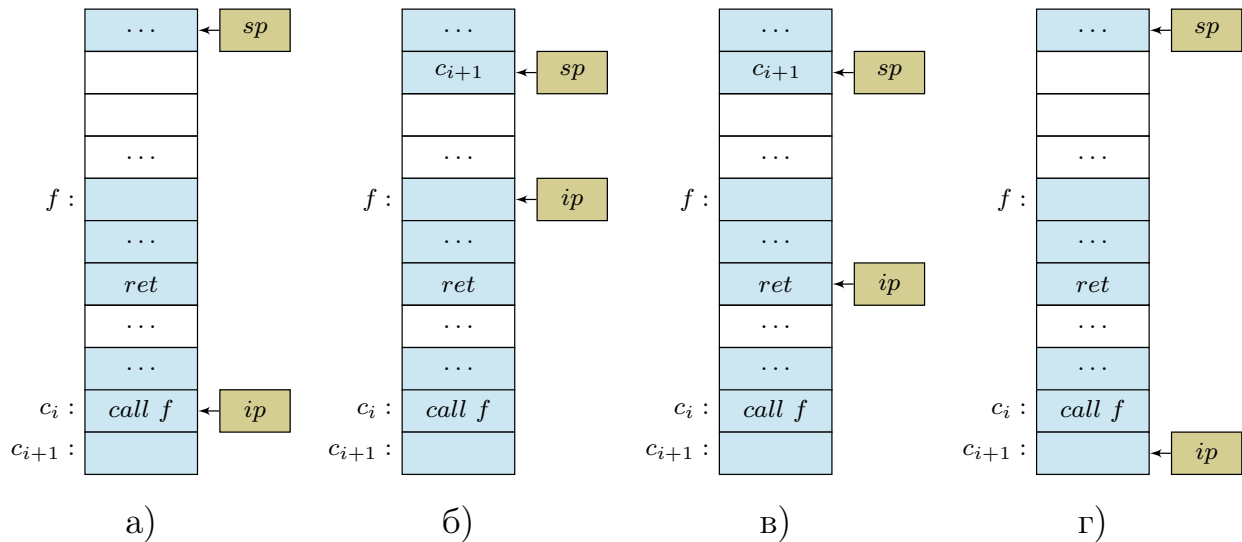 ... sp ... ... ... sp
c_{i+1} sp c_{i+1} sp
... ... ... ...
f : f : ip f : f :
... ... ... ...
ret ret ret ip ret
... ... ... ...
... ... ... ...
c_i : call f ip c_i : call f c_i : call f c_i : call f
c_{i+1} : c_{i+1} : c_{i+1} : c_{i+1} : ip
а) б) в) г)